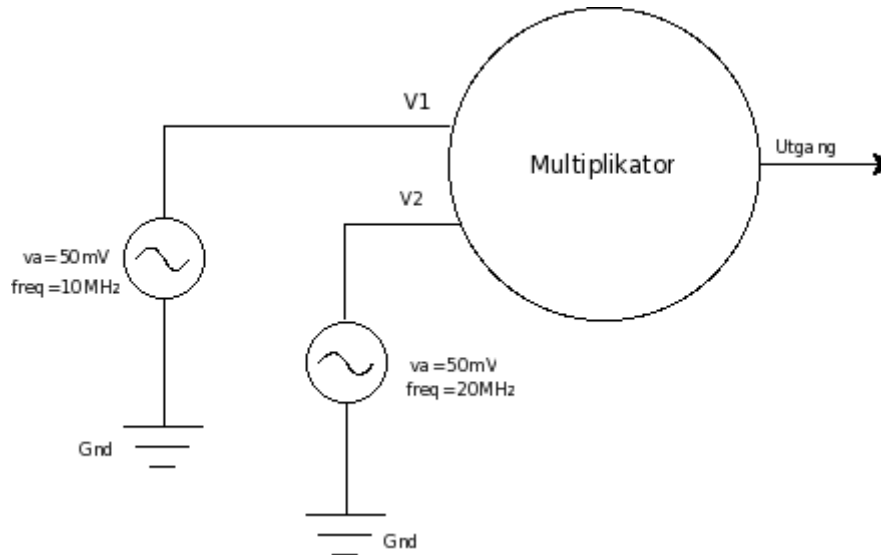 V1
Multiplikator
Utgang
V2
va=50mV
freq=10MHz
va=50mV
freq=20MHz
Gnd
Gnd